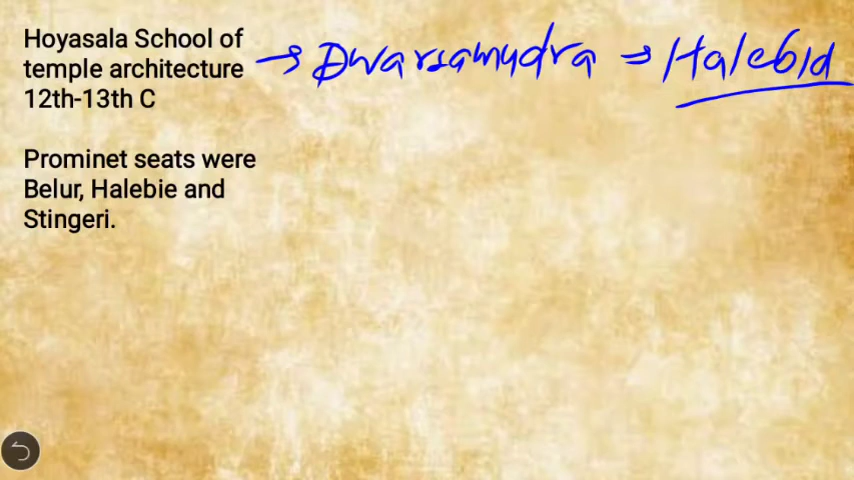 Hoyasala School of
temple architecture → Dwarsamudra → Halebid
12th-13th C
Prominet seats were
Belur, Halebie and
Stingeri.